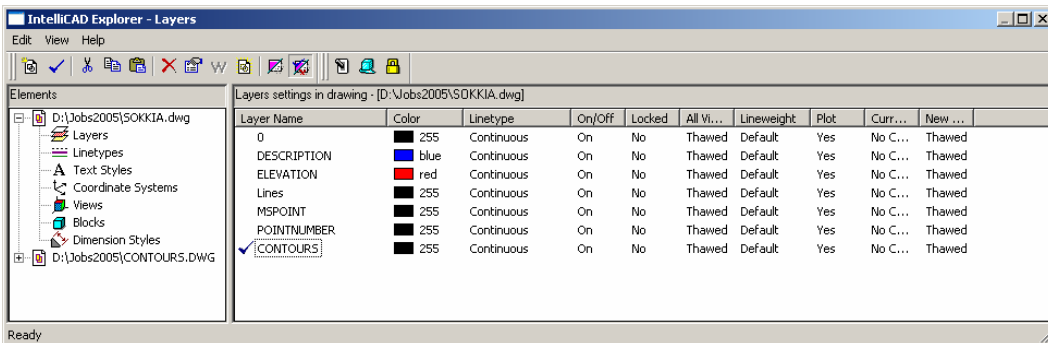 IntelliCAD Explorer - Layers
Edit View Help
Elements
Layers settings in drawing - [D:\Jobs2005\SOKKIA.dwg]
D:\Jobs2005\SOKKIA.dwg
Layers
Linetypes
A Text Styles
Coordinate Systems
Views
Blocks
Dimension Styles
D:\Jobs2005\CONTOURS.DWG
Layer Name Color Linetype On/Off Locked All Vi... Lineweight Plot Curr... New ...
0 255 Continuous On No Thawed Default Yes No C... Thawed
DESCRIPTION blue Continuous On No Thawed Default Yes No C... Thawed
ELEVATION red Continuous On No Thawed Default Yes No C... Thawed
Lines 255 Continuous On No Thawed Default Yes No C... Thawed
MSPOINT 255 Continuous On No Thawed Default Yes No C... Thawed
POINTNUMBER 255 Continuous On No Thawed Default Yes No C... Thawed
CONTOURS 255 Continuous On No Thawed Default Yes No C... Thawed
Ready